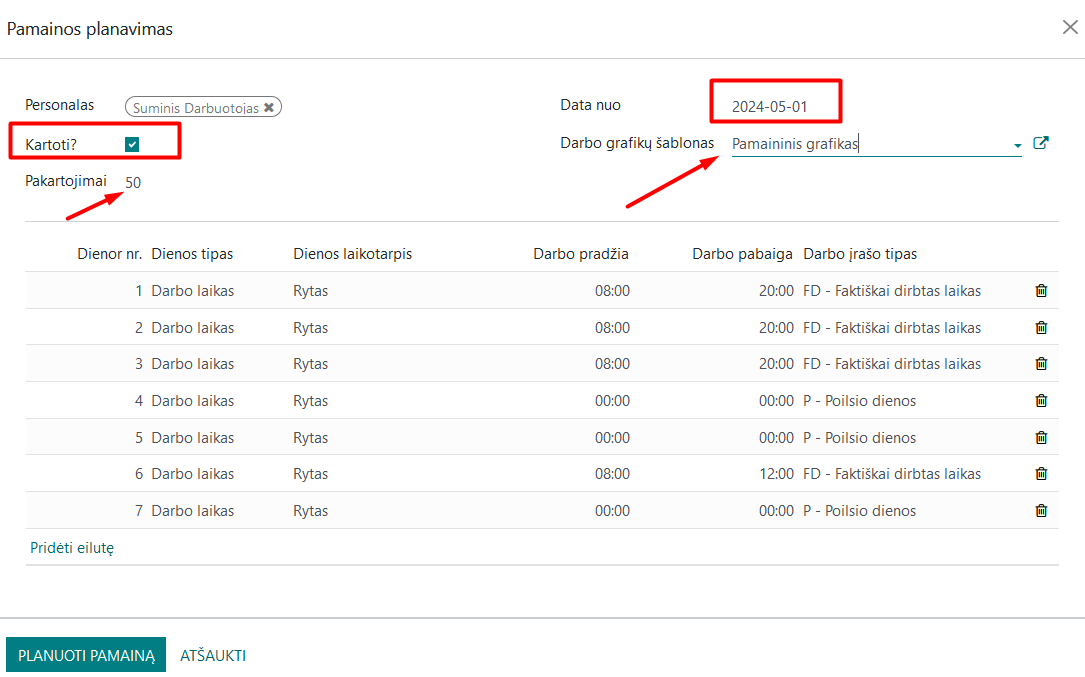 Pamainos planavimas
Personalas Suminis Darbuotojas Data nuo 2024-05-01
Kartoti? Darbo grafikų šablonas Pamaininis grafikas
Pakartojimai 50
Dienor nr. Dienos tipas Dienos laikotarpis Darbo pradžia Darbo pabaiga Darbo įrašo tipas
1 Darbo laikas Rytas 08:00 20:00 FD - Faktiškai dirbtas laikas
2 Darbo laikas Rytas 08:00 20:00 FD - Faktiškai dirbtas laikas
3 Darbo laikas Rytas 08:00 20:00 FD - Faktiškai dirbtas laikas
4 Darbo laikas Rytas 00:00 00:00 P - Poilsio dienos
5 Darbo laikas Rytas 00:00 00:00 P - Poilsio dienos
6 Darbo laikas Rytas 08:00 12:00 FD - Faktiškai dirbtas laikas
7 Darbo laikas Rytas 00:00 00:00 P - Poilsio dienos
Pridėti eilutę
PLANUOTI PAMAINĄ ATŠAUKTI